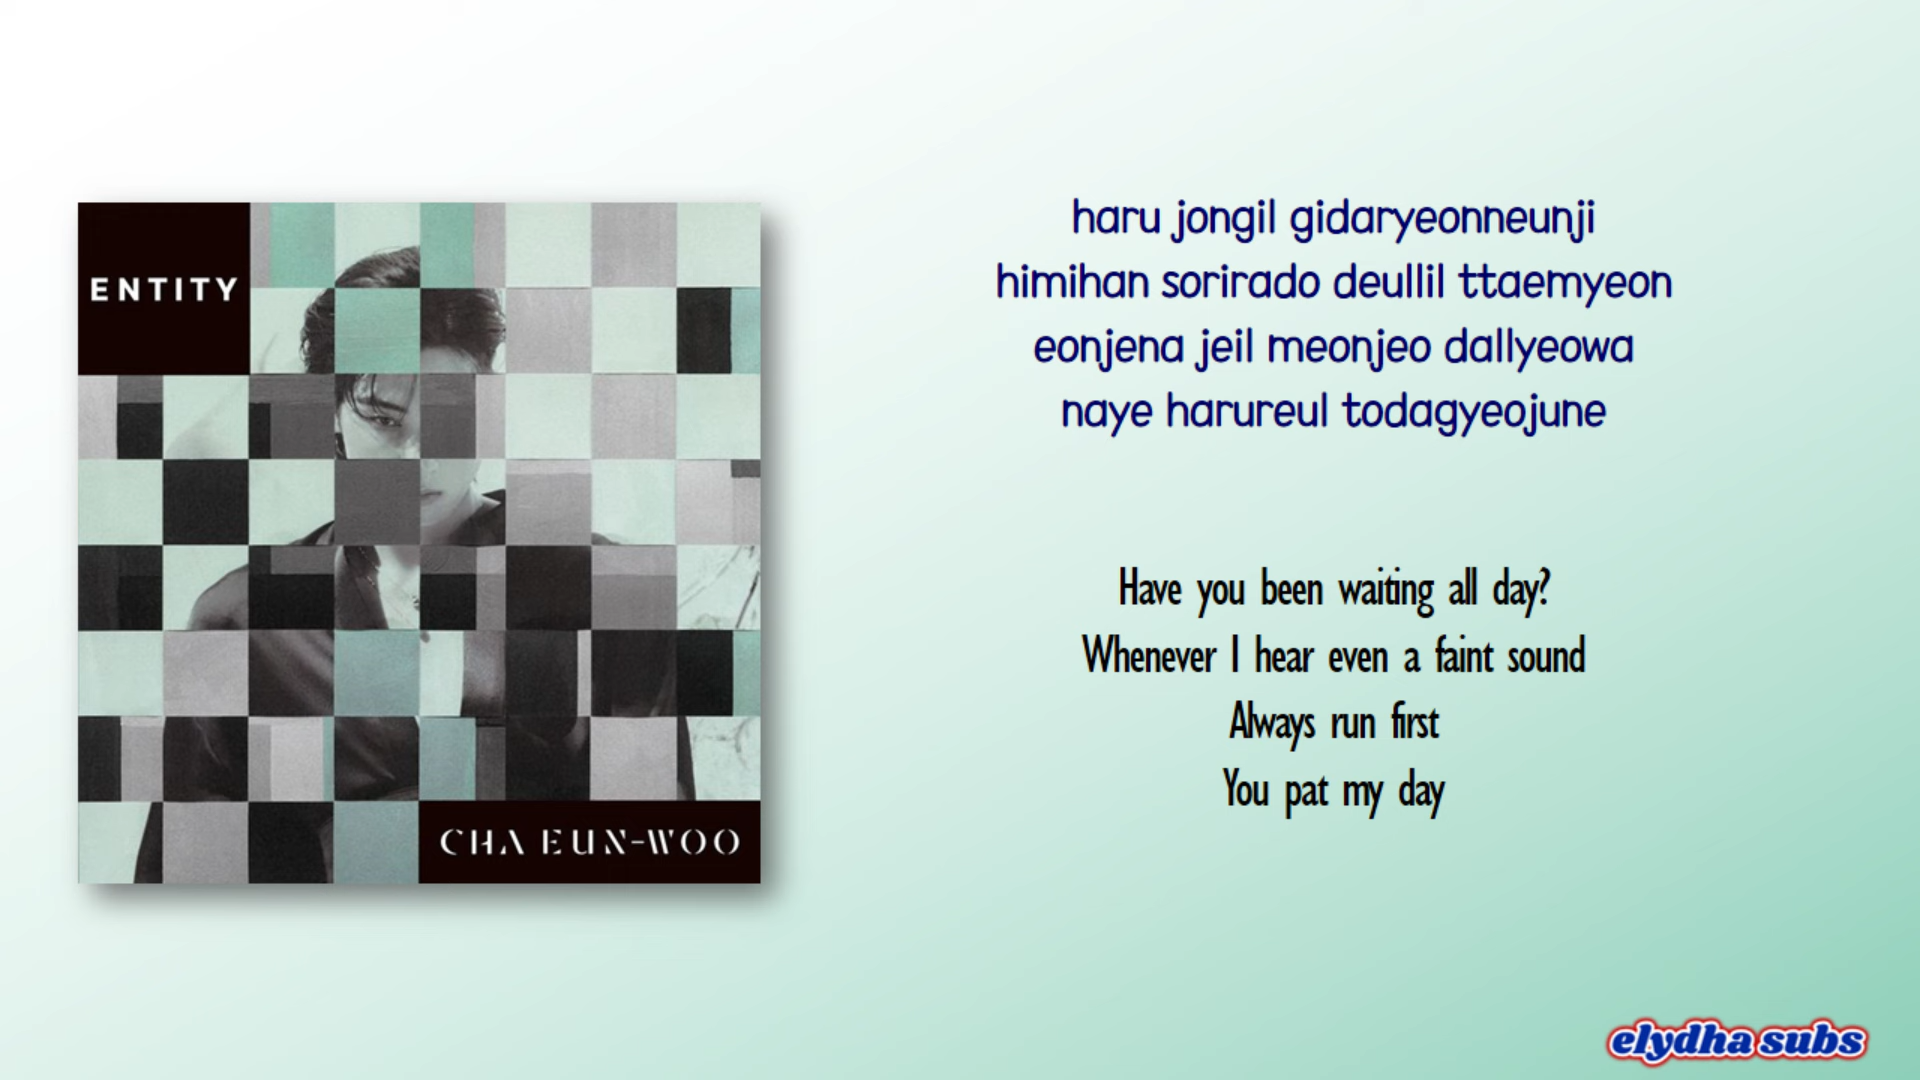 ENTITY
CHA EUN-WOO
haru jongil gidaryeonneunji
himihan sorirado deullil ttaemyeon
eonjena jeil meonjeo dallyeowa
naye harureul todagyeojune
Have you been waiting all day?
Whenever I hear even a faint sound
Always run first
You pat my day
elydha subs